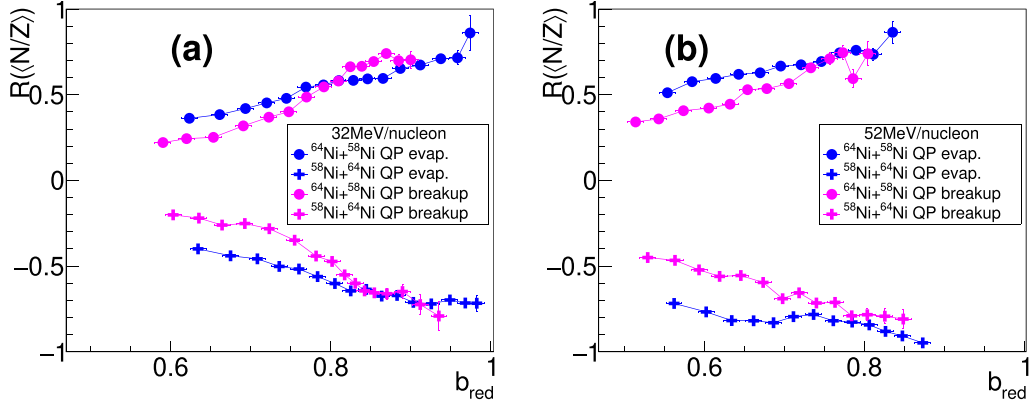 R(⟨N/Z⟩)
1
0.5
0
−0.5
−1
(a)
32MeV/nucleon
⁶⁴Ni+⁵⁸Ni QP evap.
⁵⁸Ni+⁶⁴Ni QP evap.
⁶⁴Ni+⁵⁸Ni QP breakup
⁵⁸Ni+⁶⁴Ni QP breakup
0.6
0.8
1
b_red
R(⟨N/Z⟩)
1
0.5
0
−0.5
−1
(b)
52MeV/nucleon
⁶⁴Ni+⁵⁸Ni QP evap.
⁵⁸Ni+⁶⁴Ni QP evap.
⁶⁴Ni+⁵⁸Ni QP breakup
⁵⁸Ni+⁶⁴Ni QP breakup
0.6
0.8
1
b_red